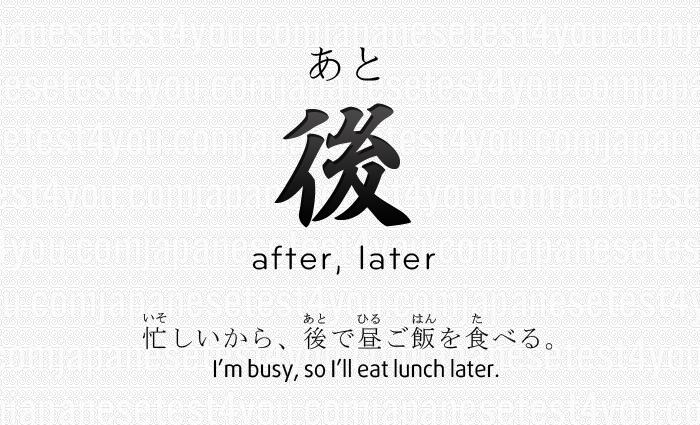 あと
後
after, later
いそ あと ひる はん た
忙しいから、後で昼ご飯を食べる。
I'm busy, so I'll eat lunch later.